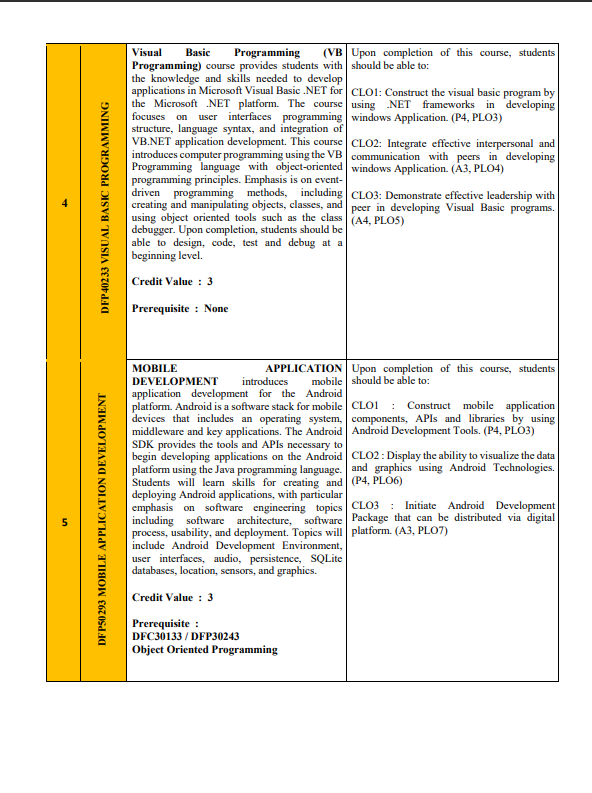 4
DFP40233 VISUAL BASIC PROGRAMMING
Visual Basic Programming (VB
Programming) course provides students with
the knowledge and skills needed to develop
applications in Microsoft Visual Basic .NET for
the Microsoft .NET platform. The course
focuses on user interfaces programming
structure, language syntax, and integration of
VB.NET application development. This course
introduces computer programming using the VB
Programming language with object-oriented
programming principles. Emphasis is on event-
driven programming methods, including
creating and manipulating objects, classes, and
using object oriented tools such as the class
debugger. Upon completion, students should be
able to design, code, test and debug at a
beginning level.
Credit Value : 3
Prerequisite : None
Upon completion of this course, students
should be able to:
CLO1: Construct the visual basic program by
using .NET frameworks in developing
windows Application. (P4, PLO3)
CLO2: Integrate effective interpersonal and
communication with peers in developing
windows Application. (A3, PLO4)
CLO3: Demonstrate effective leadership with
peer in developing Visual Basic programs.
(A4, PLO5)
5
DFP50293 MOBILE APPLICATION DEVELOPMENT
MOBILE APPLICATION
DEVELOPMENT introduces mobile
application development for the Android
platform. Android is a software stack for mobile
devices that includes an operating system,
middleware and key applications. The Android
SDK provides the tools and APIs necessary to
begin developing applications on the Android
platform using the Java programming language.
Students will learn skills for creating and
deploying Android applications, with particular
emphasis on software engineering topics
including software architecture, software
process, usability, and deployment. Topics will
include Android Development Environment,
user interfaces, audio, persistence, SQLite
databases, location, sensors, and graphics.
Credit Value : 3
Prerequisite :
DFC30133 / DFP30243
Object Oriented Programming
Upon completion of this course, students
should be able to:
CLO1 : Construct mobile application
components, APIs and libraries by using
Android Development Tools. (P4, PLO3)
CLO2 : Display the ability to visualize the data
and graphics using Android Technologies.
(P4, PLO6)
CLO3 : Initiate Android Development
Package that can be distributed via digital
platform. (A3, PLO7)